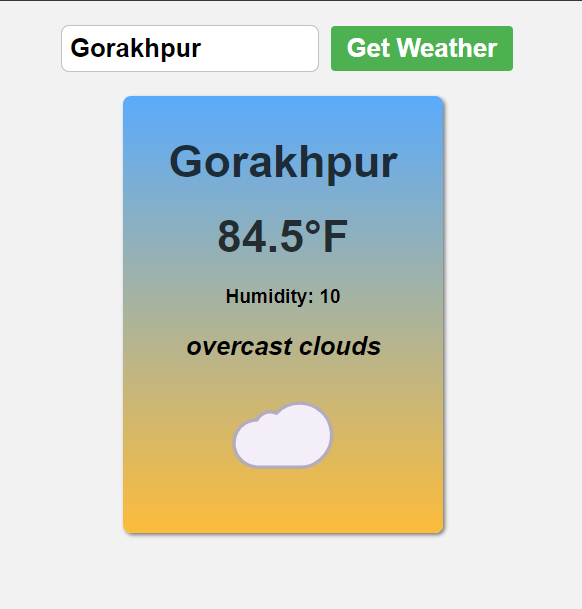 Gorakhpur Get Weather
Gorakhpur
84.5°F
Humidity: 10
overcast clouds